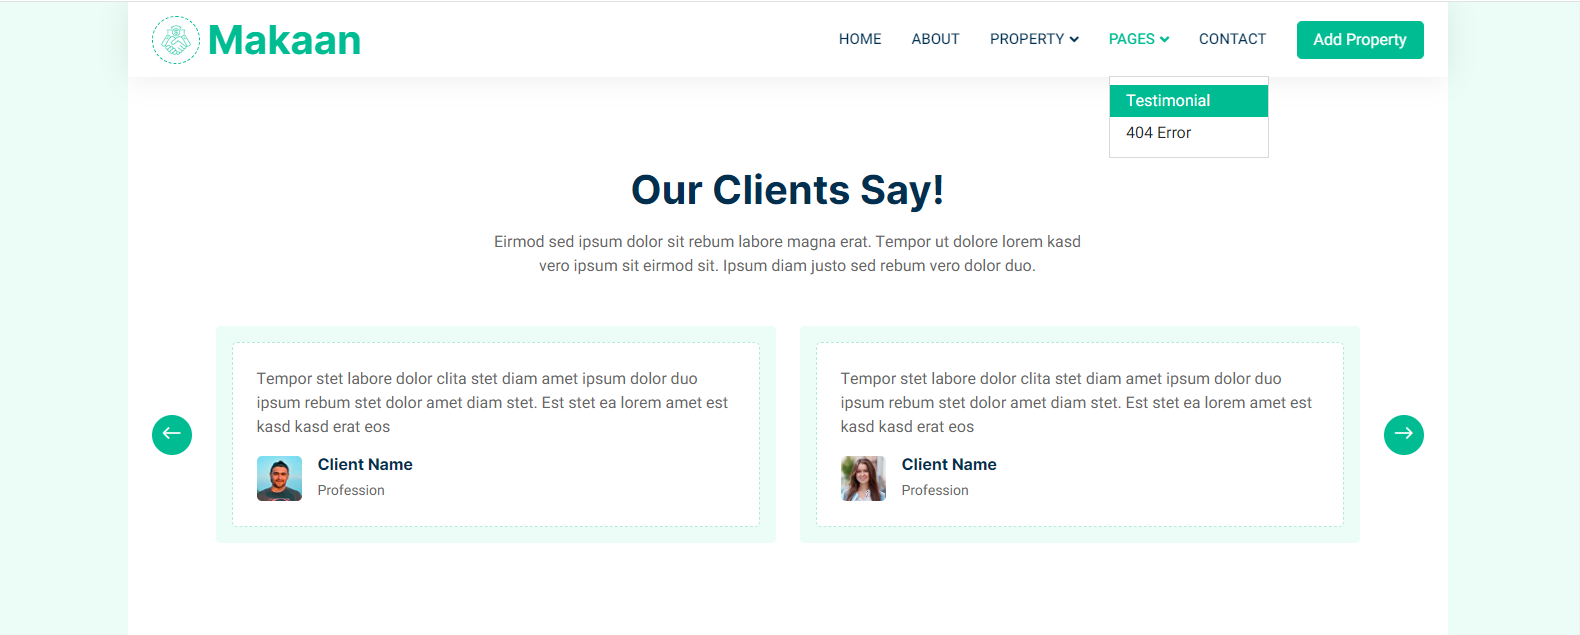 Makaan
HOME ABOUT PROPERTY PAGES CONTACT Add Property
Testimonial
404 Error
Our Clients Say!
Eirmod sed ipsum dolor sit rebum labore magna erat. Tempor ut dolore lorem kasd
vero ipsum sit eirmod sit. Ipsum diam justo sed rebum vero dolor duo.
Tempor stet labore dolor clita stet diam amet ipsum dolor duo
ipsum rebum stet dolor amet diam stet. Est stet ea lorem amet est
kasd kasd erat eos
Client Name
Profession
Tempor stet labore dolor clita stet diam amet ipsum dolor duo
ipsum rebum stet dolor amet diam stet. Est stet ea lorem amet est
kasd kasd erat eos
Client Name
Profession